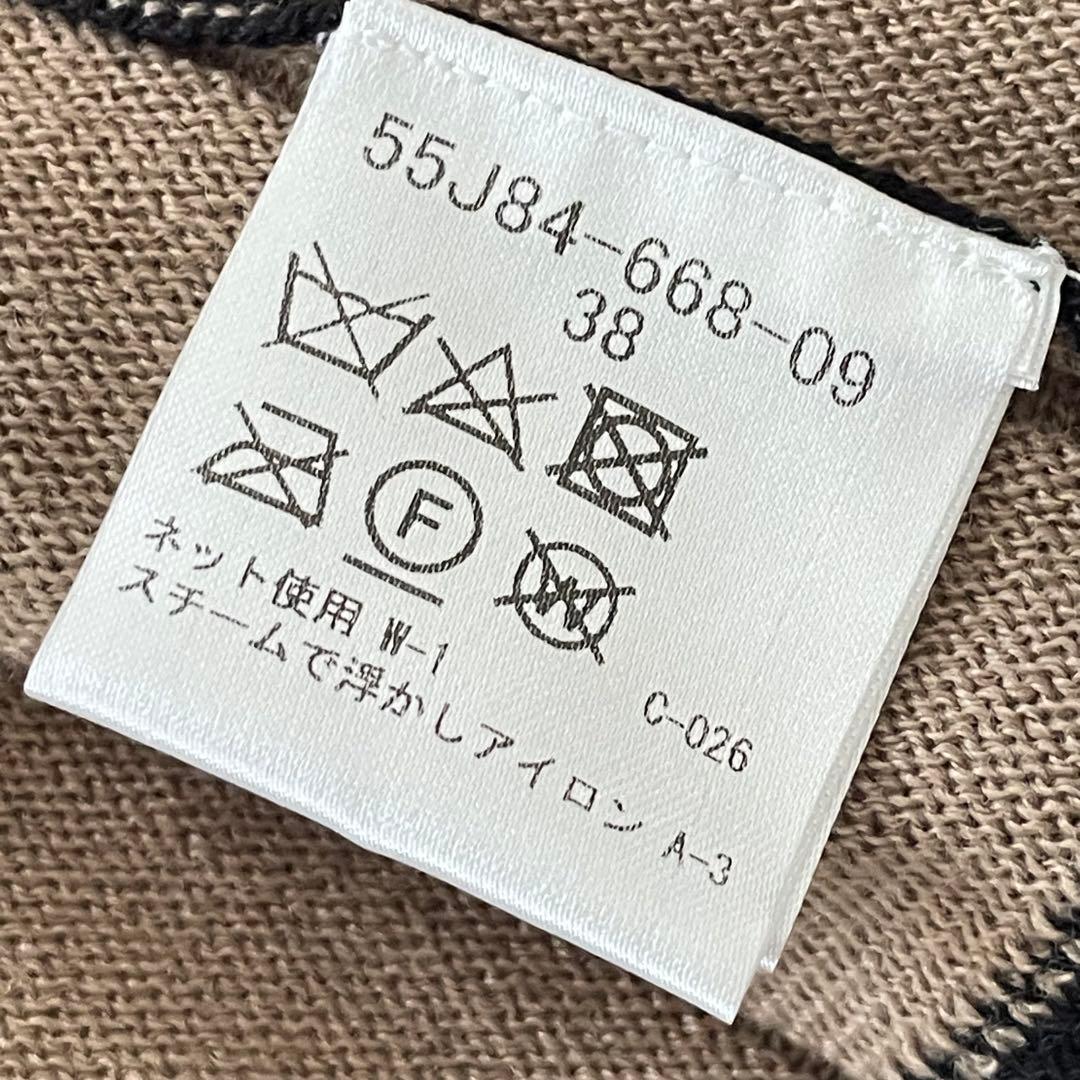 55J84-668-09
38
F
W
ネット使用 W-1
C-026
スチームで浮かしアイロン A-3